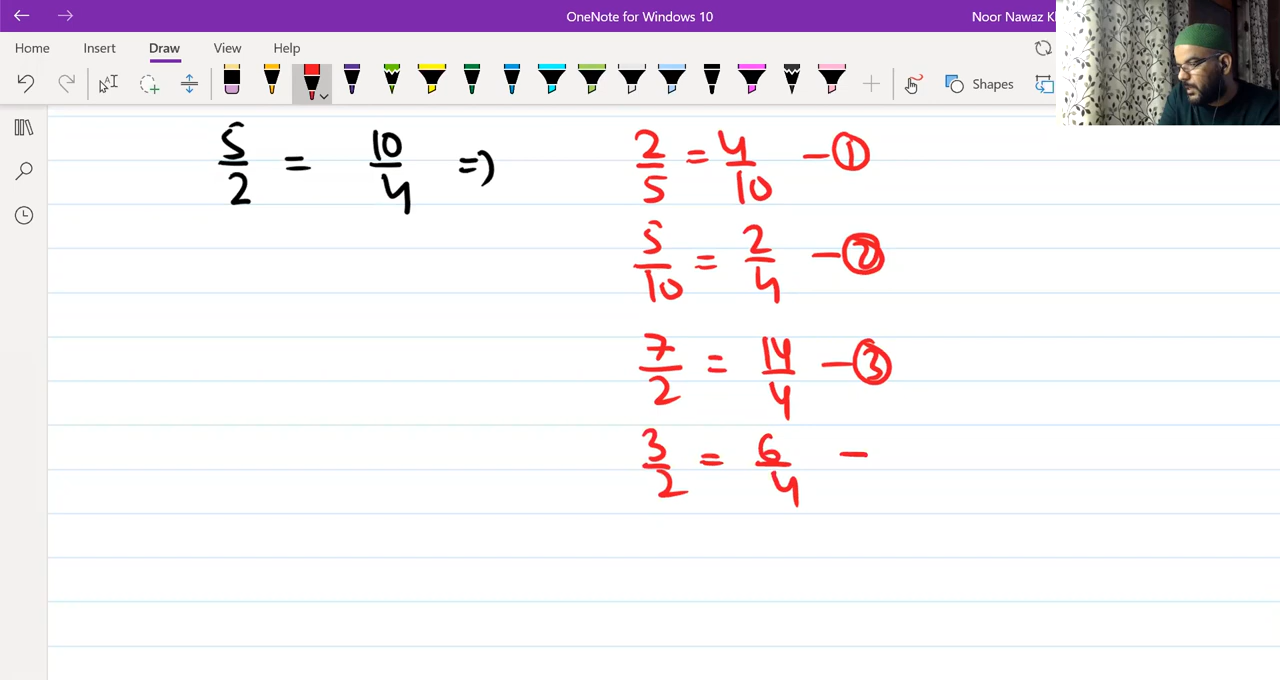 OneNote for Windows 10
Noor Nawaz Kh
Home Insert Draw View Help
Shapes
5/2 = 10/4 =>
2/5 = 4/10 — ①
5/10 = 2/4 — ②
7/2 = 14/4 — ③
3/2 = 6/4 —